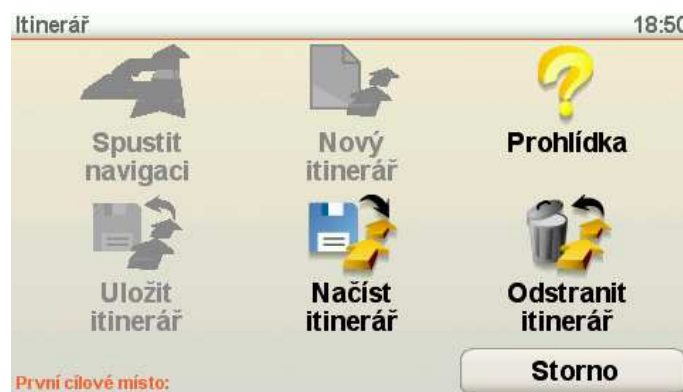 Itinerář 18:50
Spustit
navigaci
Nový
itinerář
Prohlídka
Uložit
itinerář
Načíst
itinerář
Odstranit
itinerář
První cílové místo:
Storno